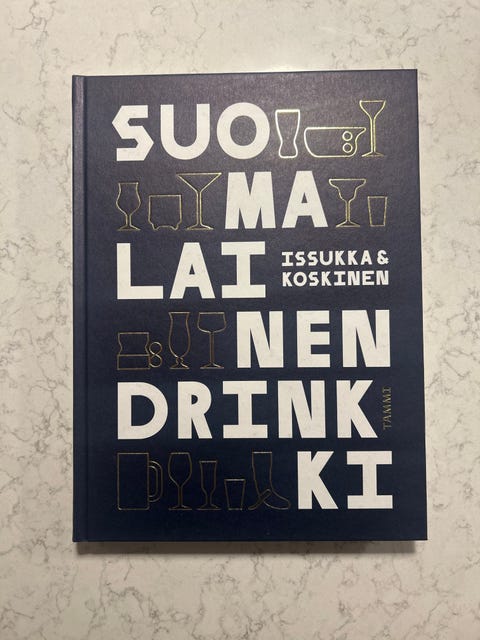 SUO
MA
LAI
ISSUKKA &
KOSKINEN
NEN
DRINK
TAMMI
KI